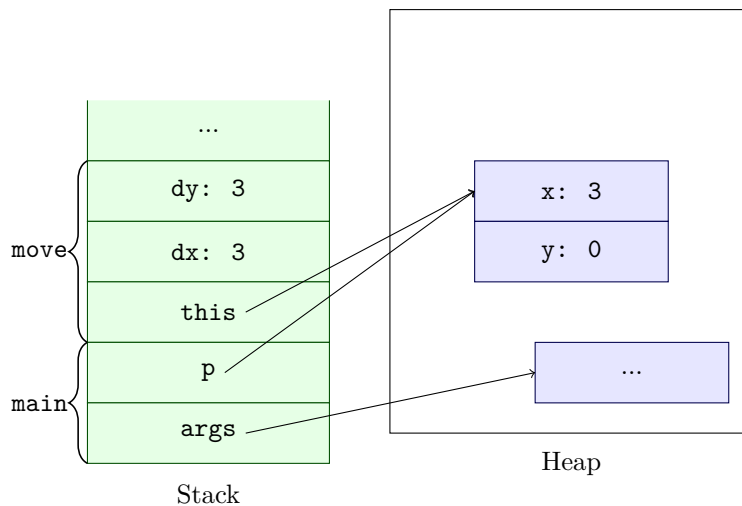 ...
dy: 3
dx: 3
this
p
args
move
main
Stack
x: 3
y: 0
...
Heap